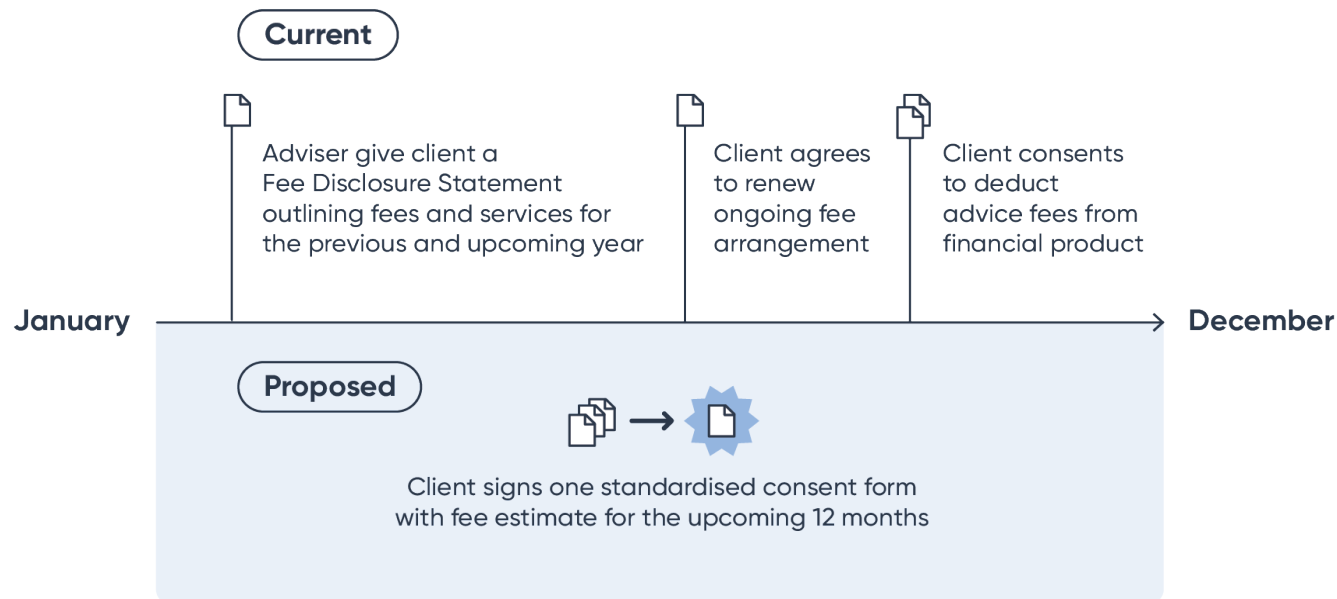 Current
Adviser give client a
Fee Disclosure Statement
outlining fees and services for
the previous and upcoming year
Client agrees
to renew
ongoing fee
arrangement
Client consents
to deduct
advice fees from
financial product
January
December
Proposed
Client signs one standardised consent form
with fee estimate for the upcoming 12 months